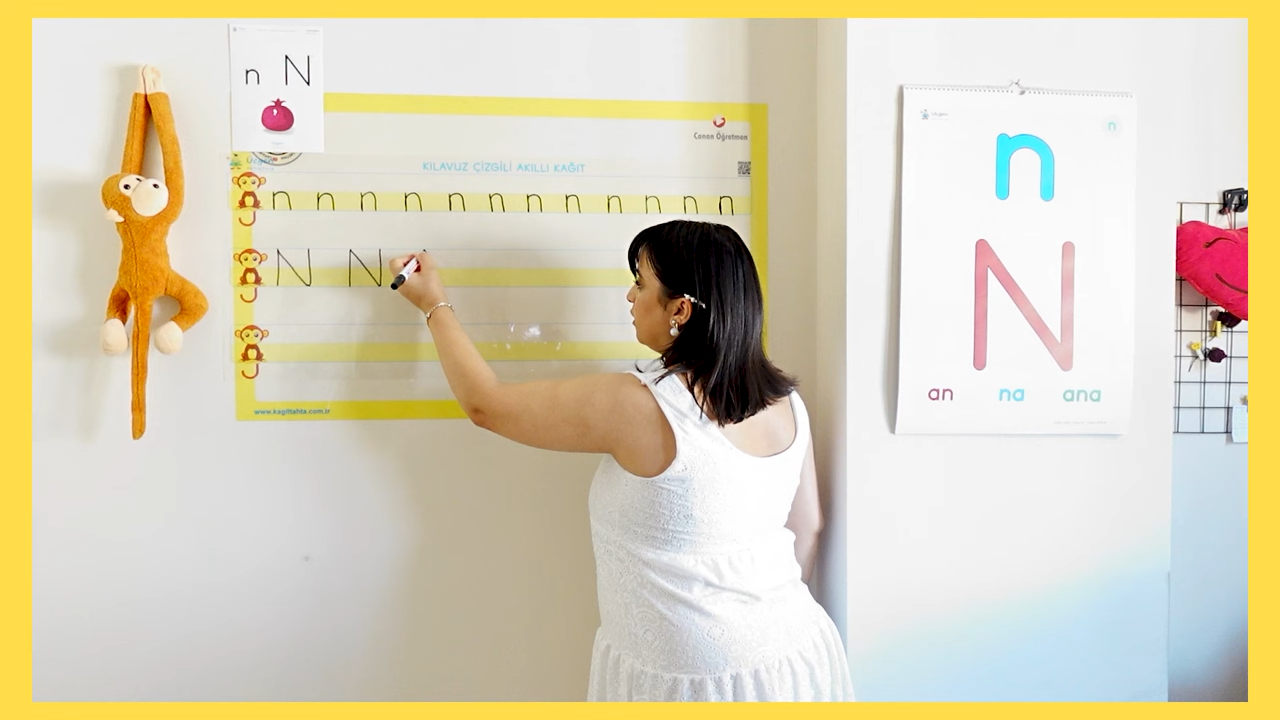 n N
Canan Öğretmen
KILAVUZ ÇİZGİLİ AKILLI KAĞIT
n n n n n n n n n n n n
N N
www.kagittahta.com.tr
n
n
N
an na ana